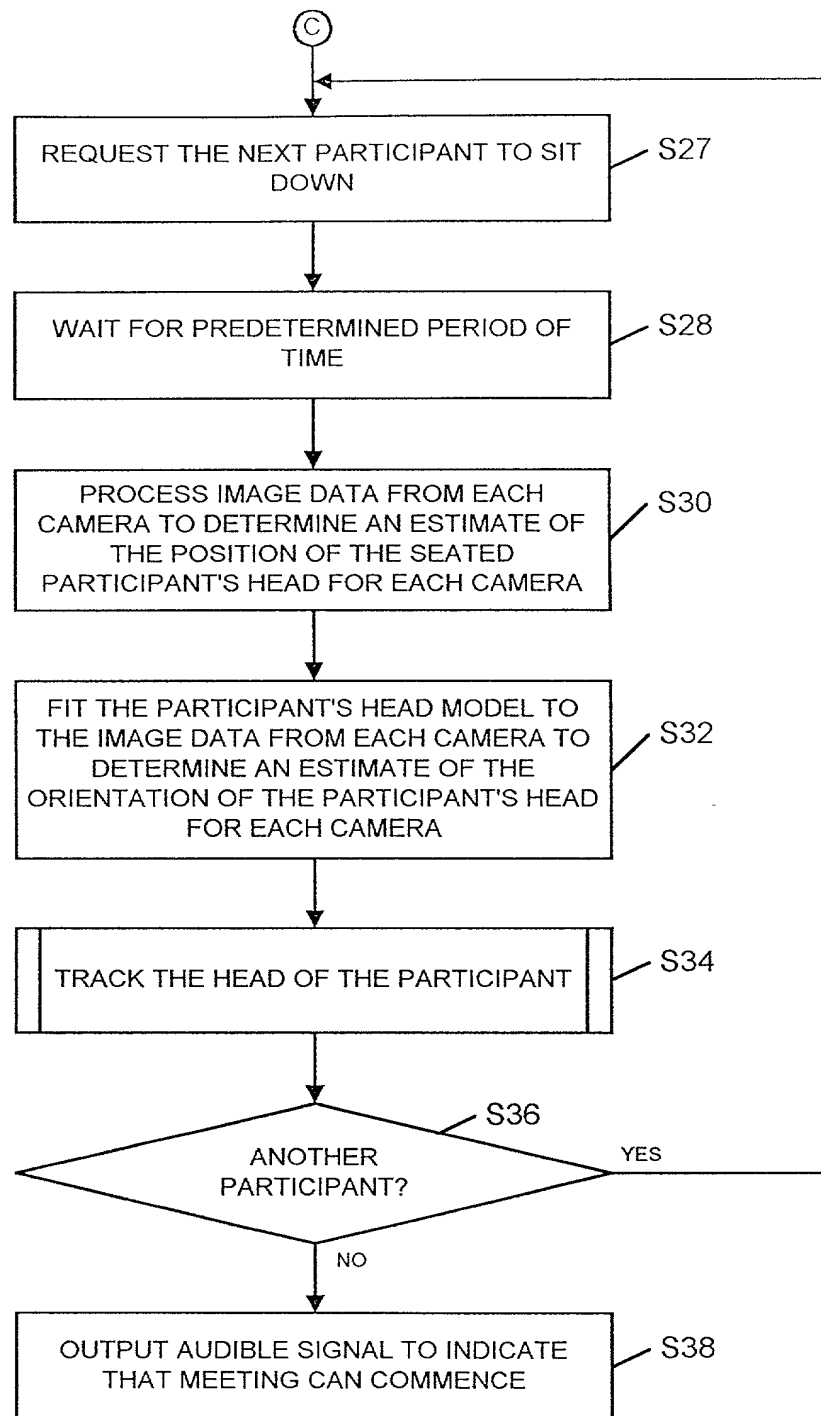 C
REQUEST THE NEXT PARTICIPANT TO SIT
DOWN
S27
WAIT FOR PREDETERMINED PERIOD OF
TIME
S28
PROCESS IMAGE DATA FROM EACH
CAMERA TO DETERMINE AN ESTIMATE OF
THE POSITION OF THE SEATED
PARTICIPANT'S HEAD FOR EACH CAMERA
S30
FIT THE PARTICIPANT'S HEAD MODEL TO
THE IMAGE DATA FROM EACH CAMERA TO
DETERMINE AN ESTIMATE OF THE
ORIENTATION OF THE PARTICIPANT'S HEAD
FOR EACH CAMERA
S32
TRACK THE HEAD OF THE PARTICIPANT
S34
S36
ANOTHER
PARTICIPANT?
YES
NO
OUTPUT AUDIBLE SIGNAL TO INDICATE
THAT MEETING CAN COMMENCE
S38